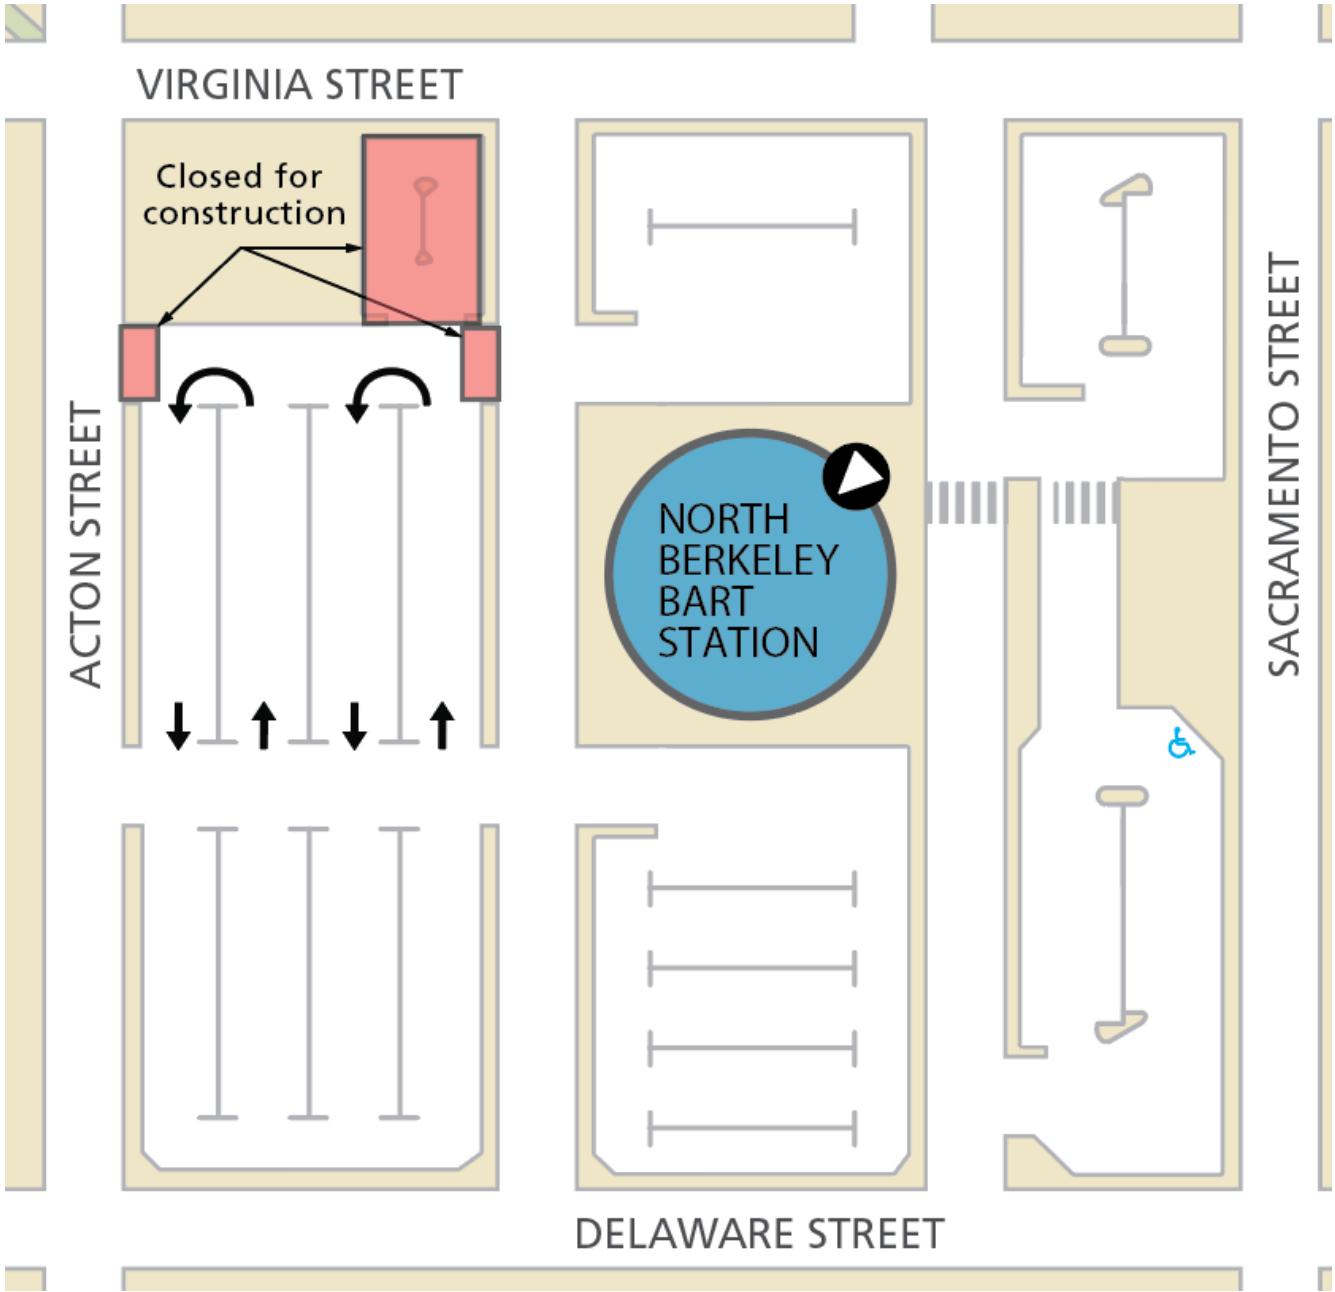 VIRGINIA STREET
Closed for
construction
ACTON STREET
NORTH
BERKELEY
BART
STATION
SACRAMENTO STREET
DELAWARE STREET